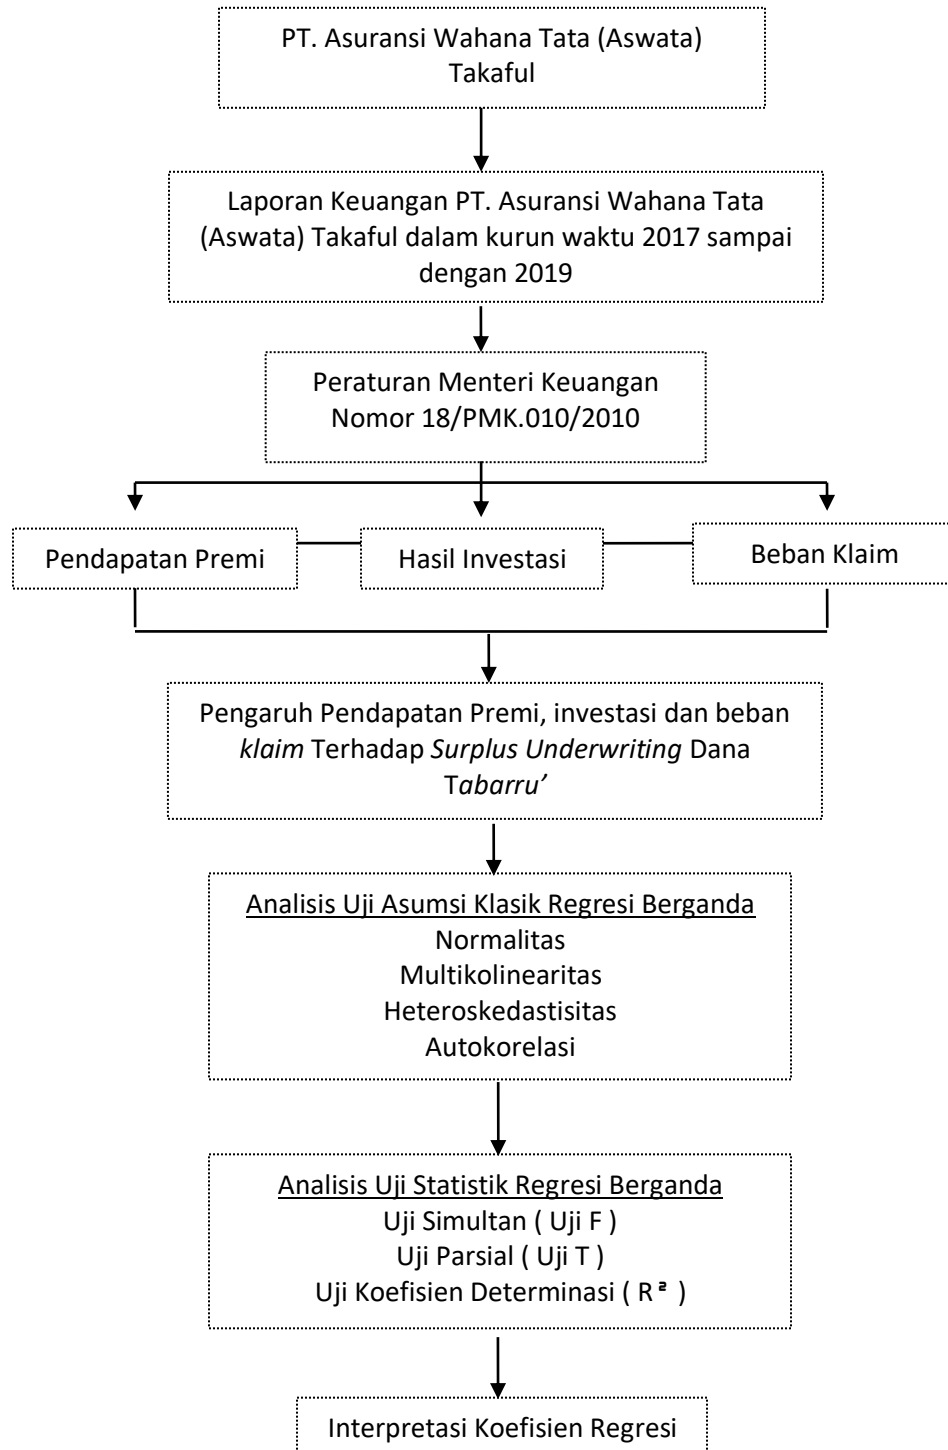 PT. Asuransi Wahana Tata (Aswata)
Takaful
Laporan Keuangan PT. Asuransi Wahana Tata
(Aswata) Takaful dalam kurun waktu 2017 sampai
dengan 2019
Peraturan Menteri Keuangan
Nomor 18/PMK.010/2010
Pendapatan Premi
Hasil Investasi
Beban Klaim
Pengaruh Pendapatan Premi, investasi dan beban
klaim Terhadap Surplus Underwriting Dana
Tabarru’
Analisis Uji Asumsi Klasik Regresi Berganda
Normalitas
Multikolinearitas
Heteroskedastisitas
Autokorelasi
Analisis Uji Statistik Regresi Berganda
Uji Simultan ( Uji F )
Uji Parsial ( Uji T )
Uji Koefisien Determinasi ( R² )
Interpretasi Koefisien Regresi